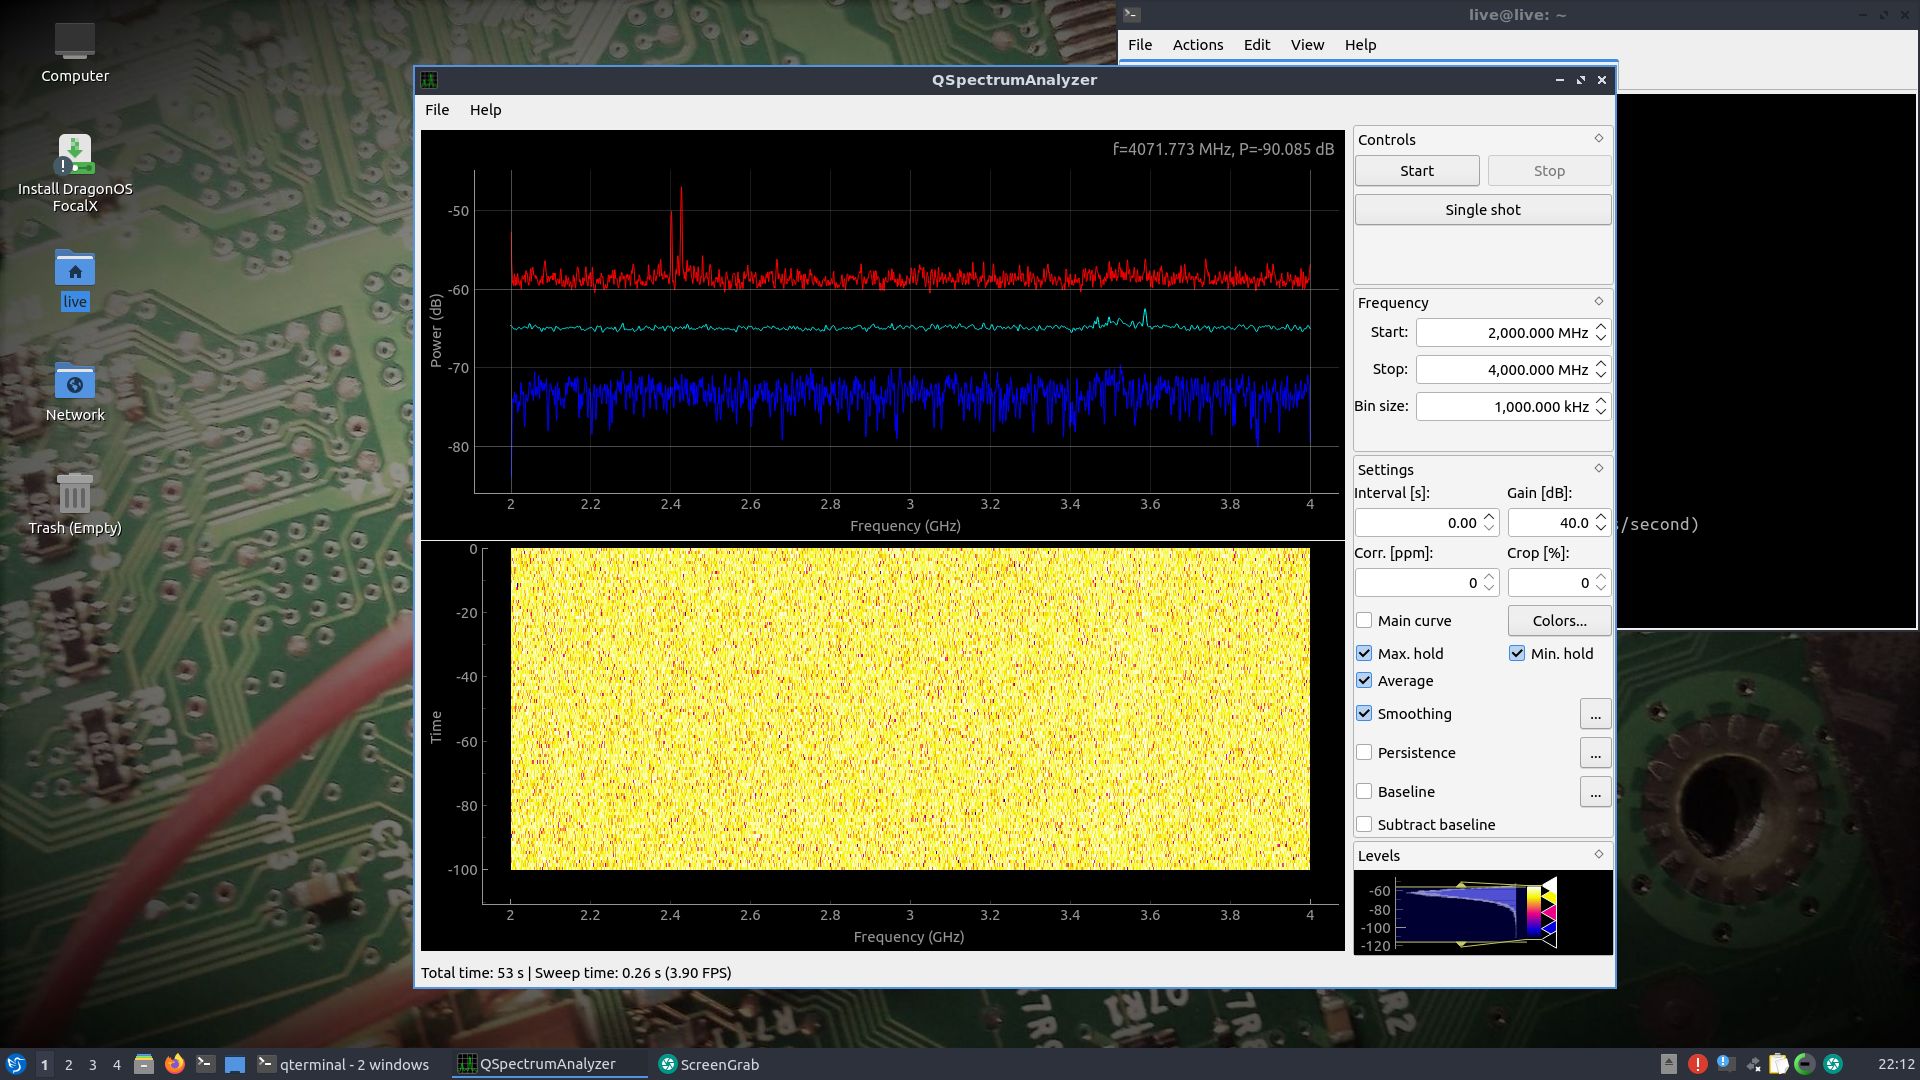 Computer
Install DragonOS
FocalX
live
Network
Trash (Empty)
live@live: ~
File Actions Edit View Help
/second)
QSpectrumAnalyzer
File Help
f=4071.773 MHz, P=-90.085 dB
Power (dB)
-50
-60
-70
-80
2 2.2 2.4 2.6 2.8 3 3.2 3.4 3.6 3.8 4
Frequency (GHz)
Time
0
-20
-40
-60
-80
-100
2 2.2 2.4 2.6 2.8 3 3.2 3.4 3.6 3.8 4
Frequency (GHz)
Total time: 53 s | Sweep time: 0.26 s (3.90 FPS)
Controls
Start Stop
Single shot
Frequency
Start: 2,000.000 MHz
Stop: 4,000.000 MHz
Bin size: 1,000.000 kHz
Settings
Interval [s]: Gain [dB]:
0.00 40.0
Corr. [ppm]: Crop [%]:
0 0
Main curve Colors...
Max. hold Min. hold
Average
Smoothing ...
Persistence ...
Baseline ...
Subtract baseline
Levels
-60
-80
-100
-120
1 2 3 4 qterminal - 2 windows QSpectrumAnalyzer ScreenGrab 22:12